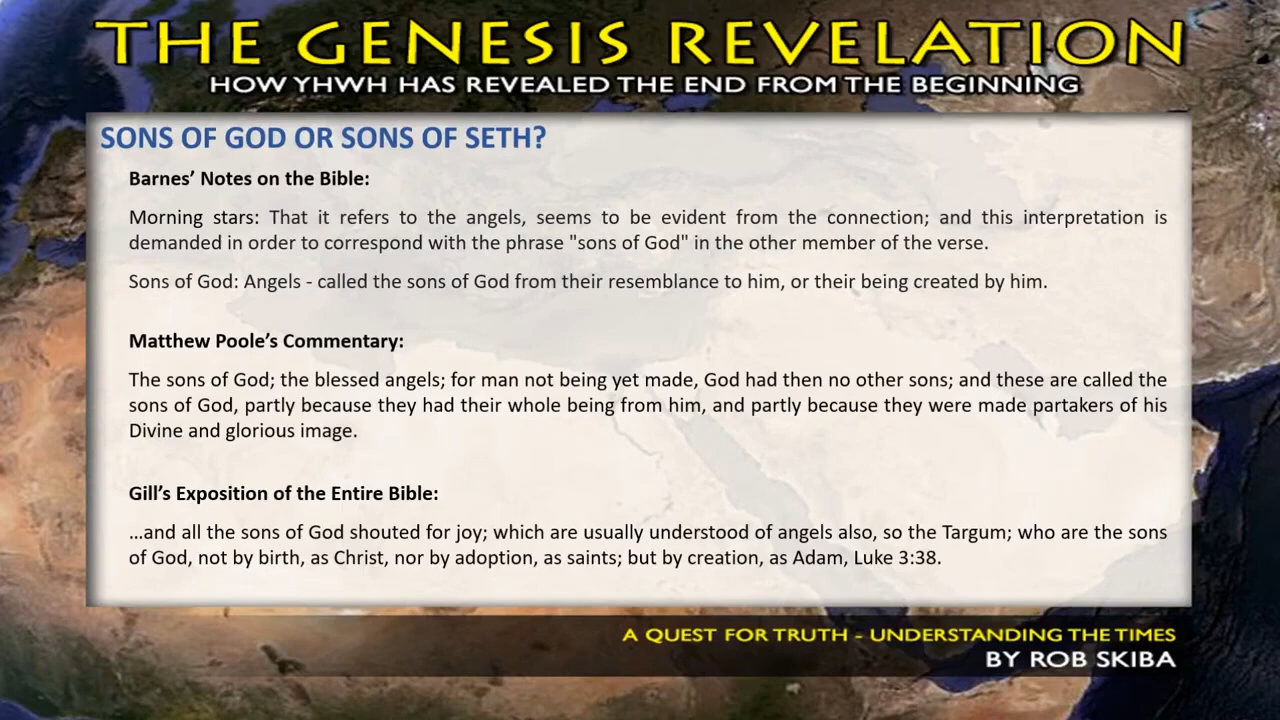 THE GENESIS REVELATION
HOW YHWH HAS REVEALED THE END FROM THE BEGINNING
SONS OF GOD OR SONS OF SETH?
Barnes’ Notes on the Bible:
Morning stars: That it refers to the angels, seems to be evident from the connection; and this interpretation is
demanded in order to correspond with the phrase "sons of God" in the other member of the verse.
Sons of God: Angels - called the sons of God from their resemblance to him, or their being created by him.
Matthew Poole’s Commentary:
The sons of God; the blessed angels; for man not being yet made, God had then no other sons; and these are called the
sons of God, partly because they had their whole being from him, and partly because they were made partakers of his
Divine and glorious image.
Gill’s Exposition of the Entire Bible:
…and all the sons of God shouted for joy; which are usually understood of angels also, so the Targum; who are the sons
of God, not by birth, as Christ, nor by adoption, as saints; but by creation, as Adam, Luke 3:38.
A QUEST FOR TRUTH - UNDERSTANDING THE TIMES
BY ROB SKIBA